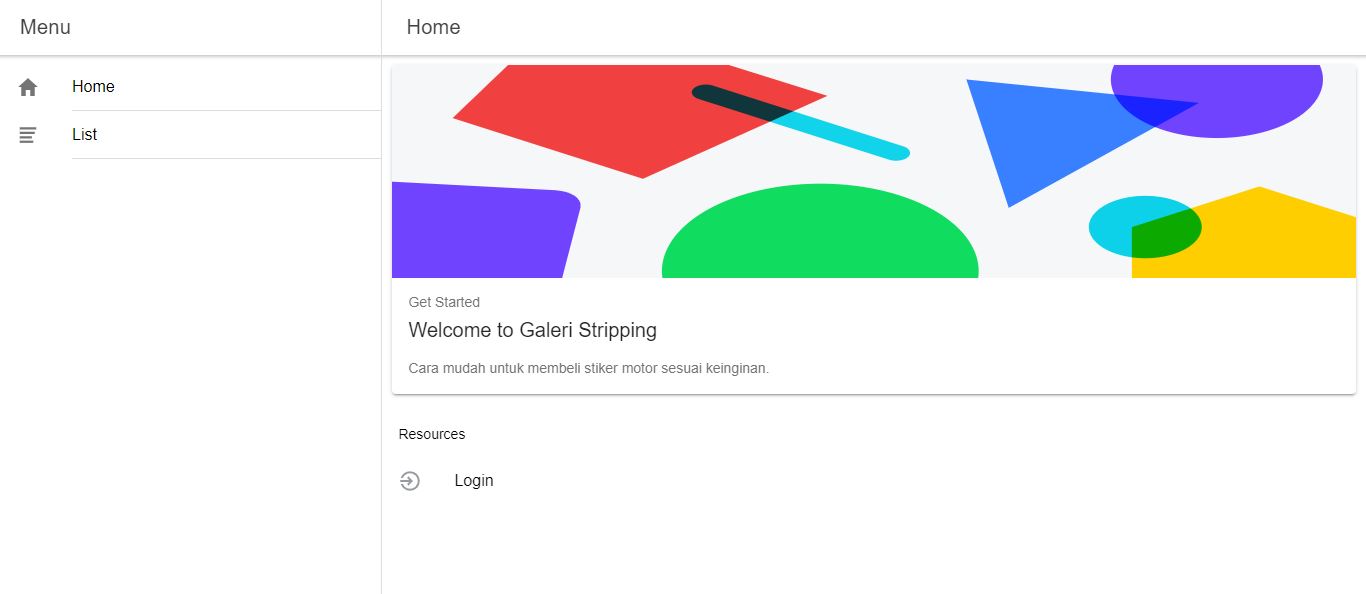 Menu
Home
Home
List
Get Started
Welcome to Galeri Stripping
Cara mudah untuk membeli stiker motor sesuai keinginan.
Resources
Login